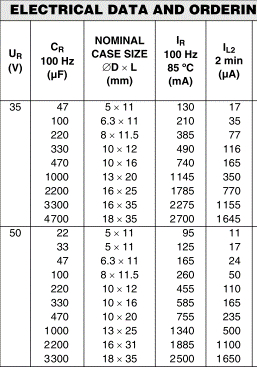 ELECTRICAL DATA AND ORDERIN
UR (V) CR 100 Hz (µF) NOMINAL CASE SIZE ∅D × L (mm) IR 100 Hz 85 °C (mA) IL2 2 min (µA)
35 47 5 × 11 130 17
100 6.3 × 11 210 35
220 8 × 11.5 385 77
330 10 × 12 490 116
470 10 × 16 740 165
1000 13 × 20 1145 350
2200 16 × 25 1785 770
3300 16 × 35 2275 1155
4700 18 × 35 2700 1645
50 22 5 × 11 95 11
33 5 × 11 125 17
47 6.3 × 11 165 24
100 8 × 11.5 260 50
220 10 × 12 455 110
330 10 × 16 585 165
470 10 × 20 755 235
1000 13 × 25 1340 500
2200 16 × 31 1885 1100
3300 18 × 35 2500 1650